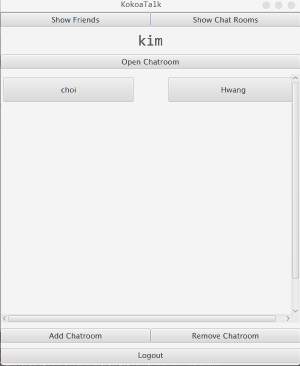 KokoaTalk
Show Friends Show Chat Rooms
kim
Open Chatroom
choi Hwang
Add Chatroom Remove Chatroom
Logout